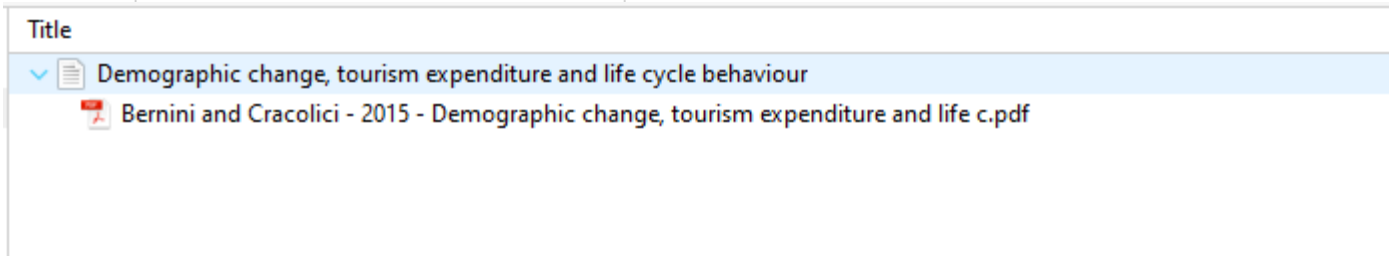 Title
Demographic change, tourism expenditure and life cycle behaviour
Bernini and Cracolici - 2015 - Demographic change, tourism expenditure and life c.pdf